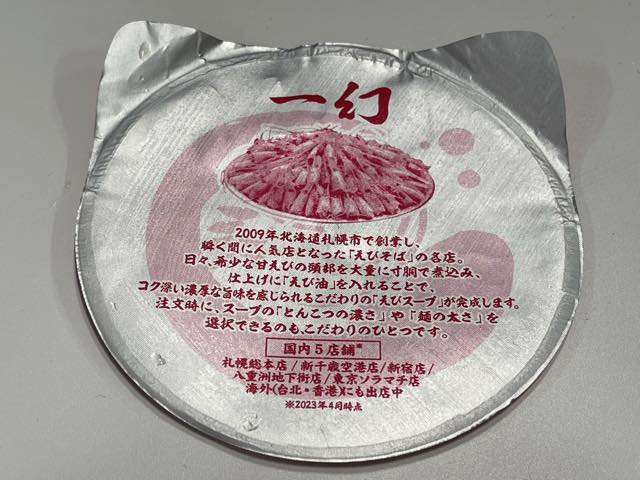 一幻
2009年北海道札幌市で創業し、
瞬く間に人気店となった「えびそば」の名店。
日々、希少な甘えびの頭部を大量に寸胴で煮込み、
仕上げに「えび油」を入れることで、
コク深い濃厚な旨味を感じられるこだわりの「えびスープ」が完成します。
注文時に、スープの「とんこつの濃さ」や「麺の太さ」を
選択できるのも、こだわりのひとつです。
国内5店舗※
札幌総本店/新千歳空港店/新宿店/
八重洲地下街店/東京ソラマチ店
海外(台北・香港)にも出店中
※2023年4月時点